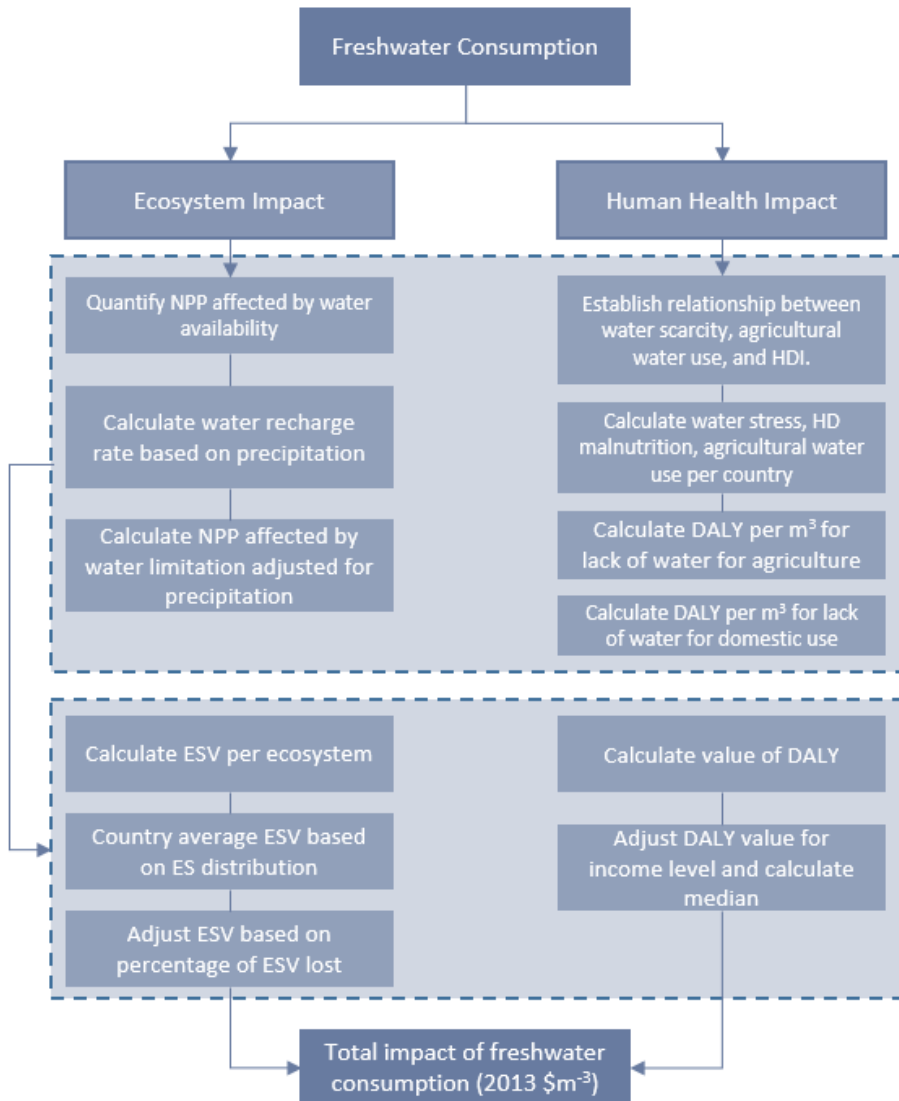 Freshwater Consumption
Ecosystem Impact
Human Health Impact
Quantify NPP affected by water
availability
Calculate water recharge
rate based on precipitation
Calculate NPP affected by
water limitation adjusted for
precipitation
Establish relationship between
water scarcity, agricultural
water use, and HDI.
Calculate water stress, HD
malnutrition, agricultural water
use per country
Calculate DALY per m³ for
lack of water for agriculture
Calculate DALY per m³ for lack
of water for domestic use
Calculate ESV per ecosystem
Country average ESV based
on ES distribution
Adjust ESV based on
percentage of ESV lost
Calculate value of DALY
Adjust DALY value for
income level and calculate
median
Total impact of freshwater
consumption (2013 $m⁻³)